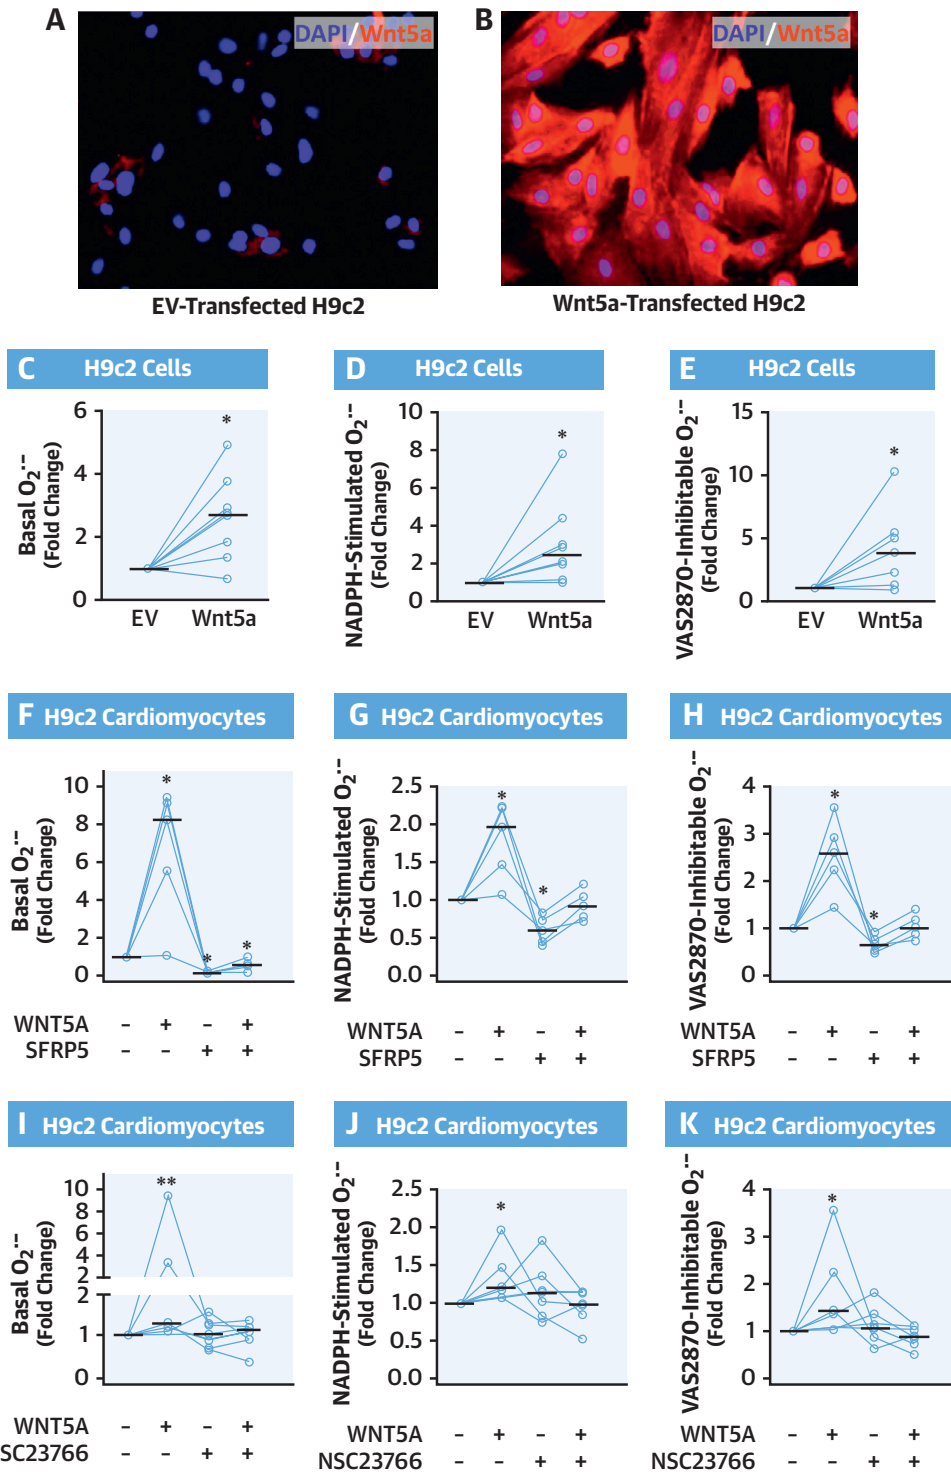 A
DAPI/Wnt5a
EV-Transfected H9c2
B
DAPI/Wnt5a
Wnt5a-Transfected H9c2
C H9c2 Cells
Basal O2·−
(Fold Change)
6
4
2
0
*
EV Wnt5a
D H9c2 Cells
NADPH-Stimulated O2·−
(Fold Change)
10
8
6
4
2
0
*
EV Wnt5a
E H9c2 Cells
VAS2870-Inhibitable O2·−
(Fold Change)
15
10
5
0
*
EV Wnt5a
F H9c2 Cardiomyocytes
Basal O2·−
(Fold Change)
10
8
6
4
2
0
* * *
WNT5A – + – +
SFRP5 – – + +
G H9c2 Cardiomyocytes
NADPH-Stimulated O2·−
(Fold Change)
2.5
2.0
1.5
1.0
0.5
0.0
* *
WNT5A – + – +
SFRP5 – – + +
H H9c2 Cardiomyocytes
VAS2870-Inhibitable O2·−
(Fold Change)
4
3
2
1
0
* *
WNT5A – + – +
SFRP5 – – + +
I H9c2 Cardiomyocytes
Basal O2·−
(Fold Change)
10
8
6
4
2
2
1
0
**
WNT5A – + – +
SC23766 – – + +
J H9c2 Cardiomyocytes
NADPH-Stimulated O2·−
(Fold Change)
2.5
2.0
1.5
1.0
0.5
0.0
*
WNT5A – + – +
NSC23766 – – + +
K H9c2 Cardiomyocytes
VAS2870-Inhibitable O2·−
(Fold Change)
4
3
2
1
0
*
WNT5A – + – +
NSC23766 – – + +